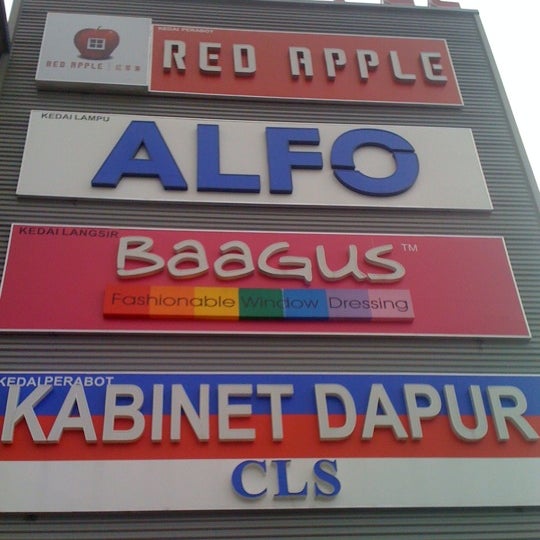 KEDAI PERABOT
RED APPLE
RED APPLE
KEDAI LAMPU
ALFO
KEDAI LANGSIR
BAAGUS™
Fashionable Window Dressing
KEDAI PERABOT
KABINET DAPUR
CLS